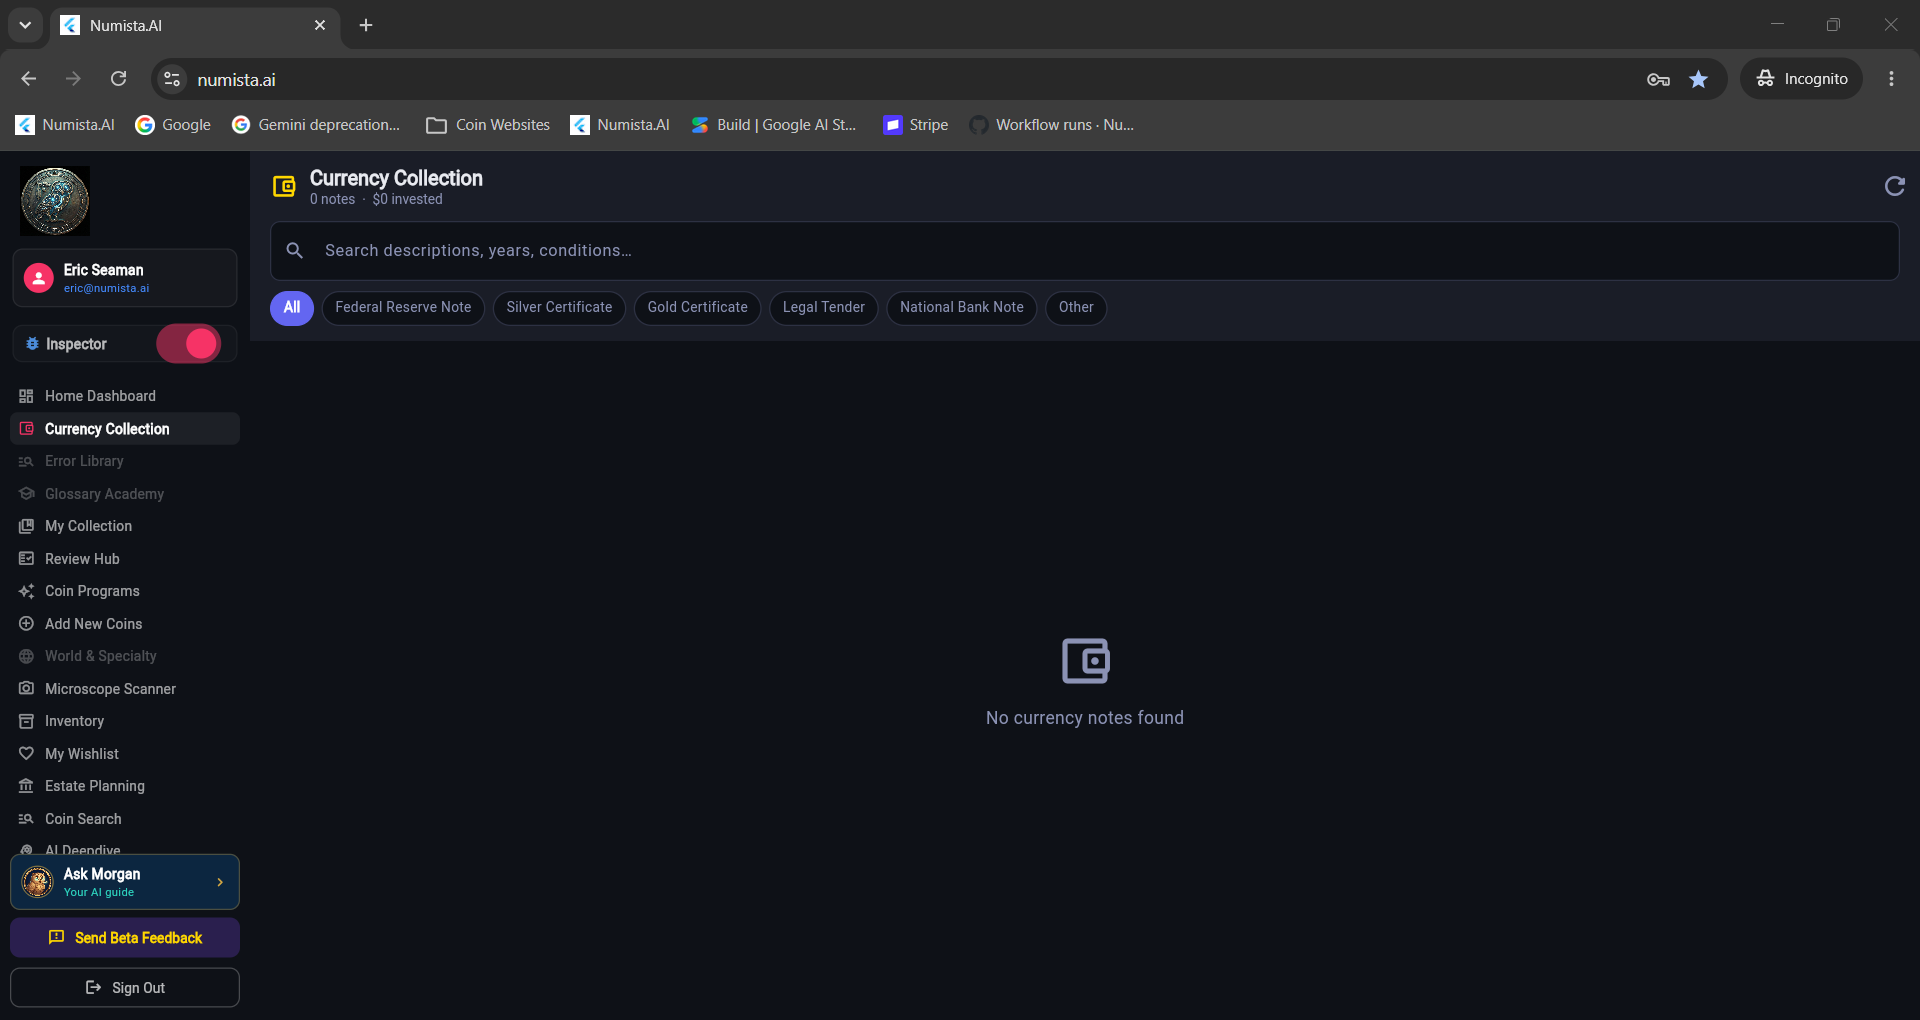 Numista.AI
numista.ai
Incognito
Numista.AI
Google
Gemini deprecation...
Coin Websites
Numista.AI
Build | Google AI St...
Stripe
Workflow runs · Nu...
Currency Collection
0 notes · $0 invested
Search descriptions, years, conditions...
All
Federal Reserve Note
Silver Certificate
Gold Certificate
Legal Tender
National Bank Note
Other
Eric Seaman
eric@numista.ai
Inspector
Home Dashboard
Currency Collection
Error Library
Glossary Academy
My Collection
Review Hub
Coin Programs
Add New Coins
World & Specialty
Microscope Scanner
Inventory
My Wishlist
Estate Planning
Coin Search
AI Deepdive
Ask Morgan
Your AI guide
Send Beta Feedback
Sign Out
No currency notes found